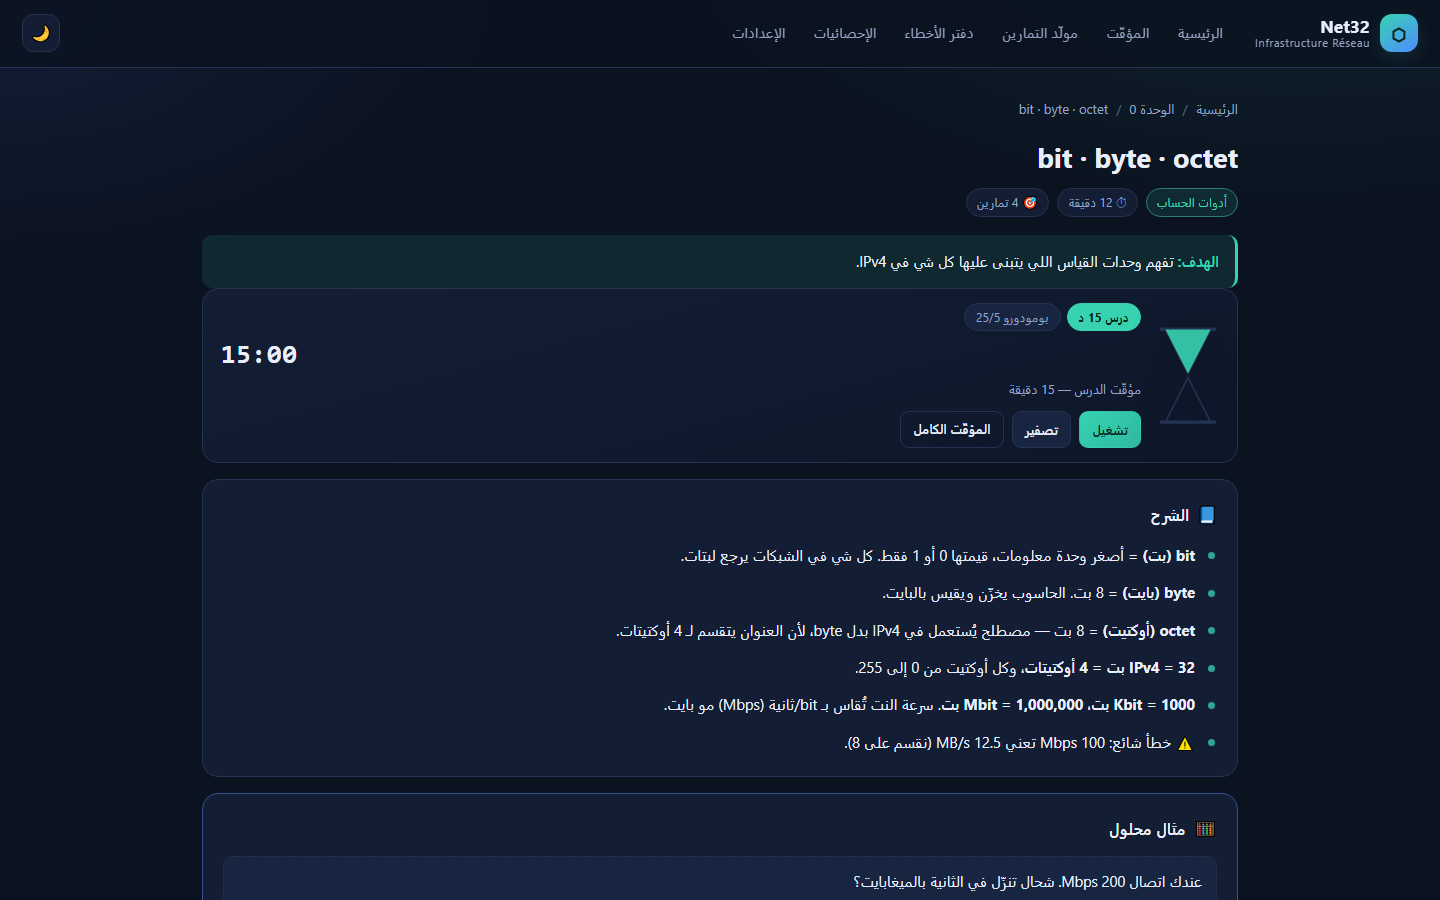 Net32
Infrastructure Réseau
الرئيسية
المؤقّت
مولّد التمارين
دفتر الأخطاء
الإحصائيات
الإعدادات
الرئيسية / الوحدة 0 / bit · byte · octet
bit · byte · octet
أدوات الحساب
12 دقيقة
4 تمارين
الهدف: تفهم وحدات القياس اللي يتبنى عليها كل شي في IPv4.
درس 15 د
بومودورو 25/5
15:00
مؤقّت الدرس — 15 دقيقة
تشغيل
تصفير
المؤقّت الكامل
الشرح
bit (بت) = أصغر وحدة معلومات، قيمتها 0 أو 1 فقط. كل شي في الشبكات يرجع لبتات.
byte (بايت) = 8 بت. الحاسوب يخزّن ويقيس بالبايت.
octet (أوكتيت) = 8 بت — مصطلح يُستعمل في IPv4 بدل byte، لأن العنوان يتقسم لـ 4 أوكتيتات.
IPv4 = 32 بت = 4 أوكتيتات، وكل أوكتيت من 0 إلى 255.
Kbit = 1000 بت، Mbit = 1,000,000 بت. سرعة النت تُقاس بـ bit/ثانية (Mbps) مو بايت.
⚠️ خطأ شائع: 100 Mbps تعني 12.5 MB/s (نقسم على 8).
مثال محلول
عندك اتصال 200 Mbps. شحال تنزّل في الثانية بالميغابايت؟